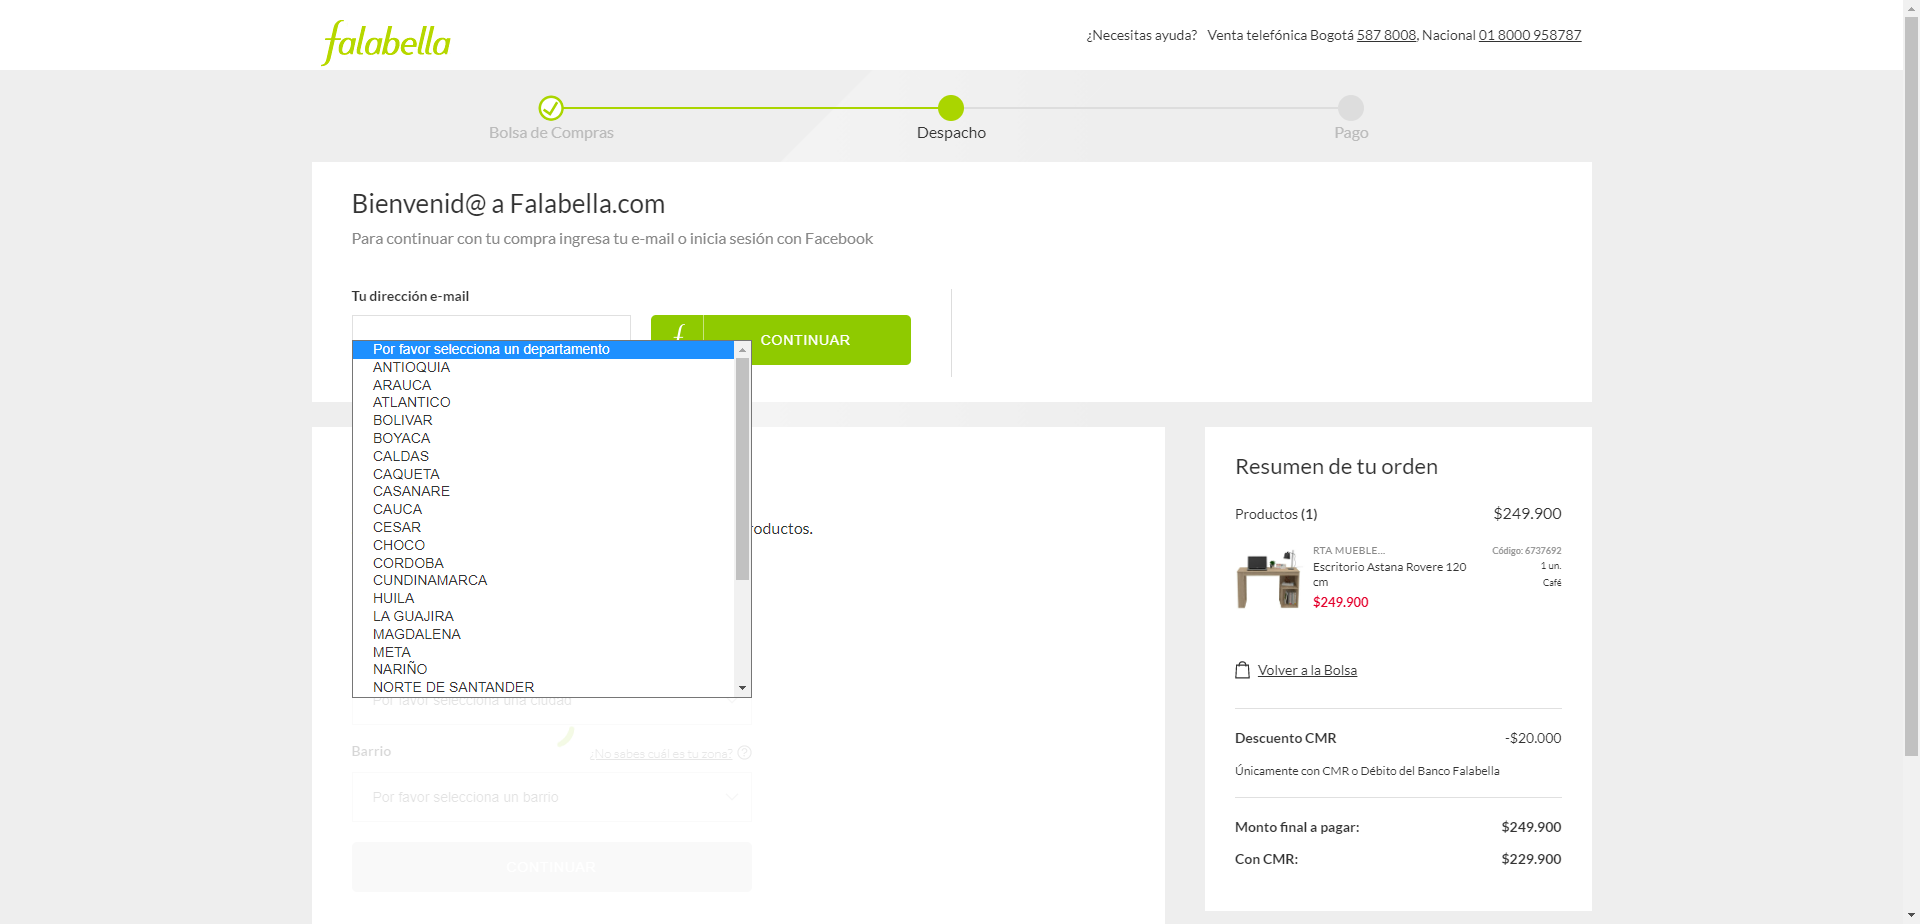 falabella
¿Necesitas ayuda? Venta telefónica Bogotá 587 8008, Nacional 01 8000 958787
Bolsa de Compras
Despacho
Pago
Bienvenid@ a Falabella.com
Para continuar con tu compra ingresa tu e-mail o inicia sesión con Facebook
Tu dirección e-mail
f
CONTINUAR
Por favor selecciona un departamento
ANTIOQUIA
ARAUCA
ATLANTICO
BOLIVAR
BOYACA
CALDAS
CAQUETA
CASANARE
CAUCA
CESAR
CHOCO
CORDOBA
CUNDINAMARCA
HUILA
LA GUAJIRA
MAGDALENA
META
NARIÑO
NORTE DE SANTANDER
roductos.
Por favor selecciona una ciudad
Barrio
¿No sabes cuál es tu zona? ?
Por favor selecciona un barrio
CONTINUAR
Resumen de tu orden
Productos (1) $249.900
RTA MUEBLE... Código: 6737692
Escritorio Astana Rovere 120 1 un.
cm Café
$249.900
Volver a la Bolsa
Descuento CMR -$20.000
Únicamente con CMR o Débito del Banco Falabella
Monto final a pagar: $249.900
Con CMR: $229.900